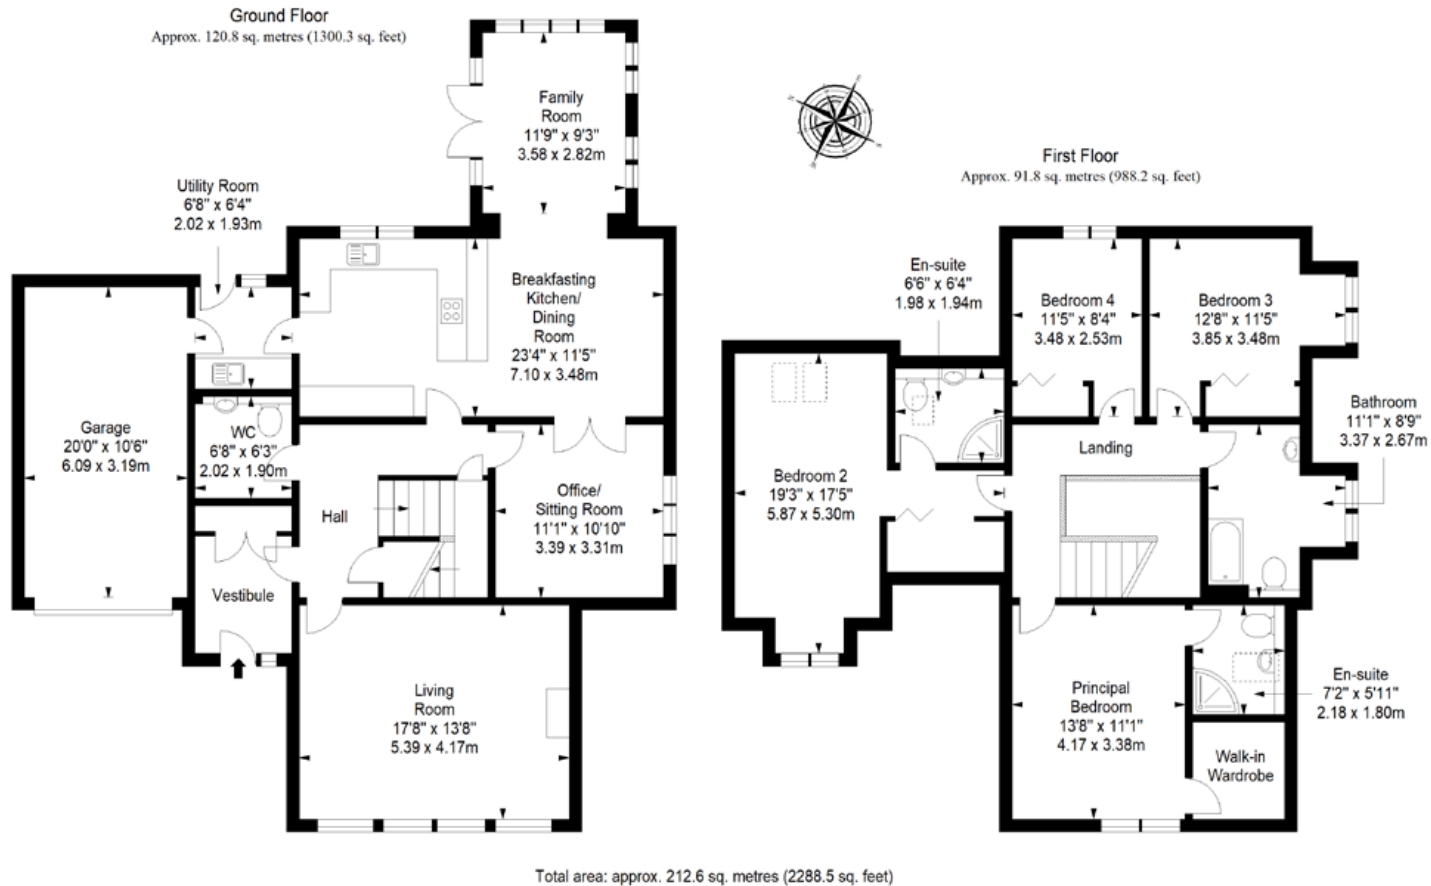 Ground Floor
Approx. 120.8 sq. metres (1300.3 sq. feet)
Family
Room
11'9" x 9'3"
3.58 x 2.82m
Utility Room
6'8" x 6'4"
2.02 x 1.93m
Breakfasting
Kitchen/
Dining
Room
23'4" x 11'5"
7.10 x 3.48m
Garage
20'0" x 10'6"
6.09 x 3.19m
WC
6'8" x 6'3"
2.02 x 1.90m
Hall
Office/
Sitting Room
11'1" x 10'10"
3.39 x 3.31m
Vestibule
Living
Room
17'8" x 13'8"
5.39 x 4.17m
First Floor
Approx. 91.8 sq. metres (988.2 sq. feet)
En-suite
6'6" x 6'4"
1.98 x 1.94m
Bedroom 4
11'5" x 8'4"
3.48 x 2.53m
Bedroom 3
12'8" x 11'5"
3.85 x 3.48m
Bathroom
11'1" x 8'9"
3.37 x 2.67m
Landing
Bedroom 2
19'3" x 17'5"
5.87 x 5.30m
Principal
Bedroom
13'8" x 11'1"
4.17 x 3.38m
En-suite
7'2" x 5'11"
2.18 x 1.80m
Walk-in
Wardrobe
Total area: approx. 212.6 sq. metres (2288.5 sq. feet)